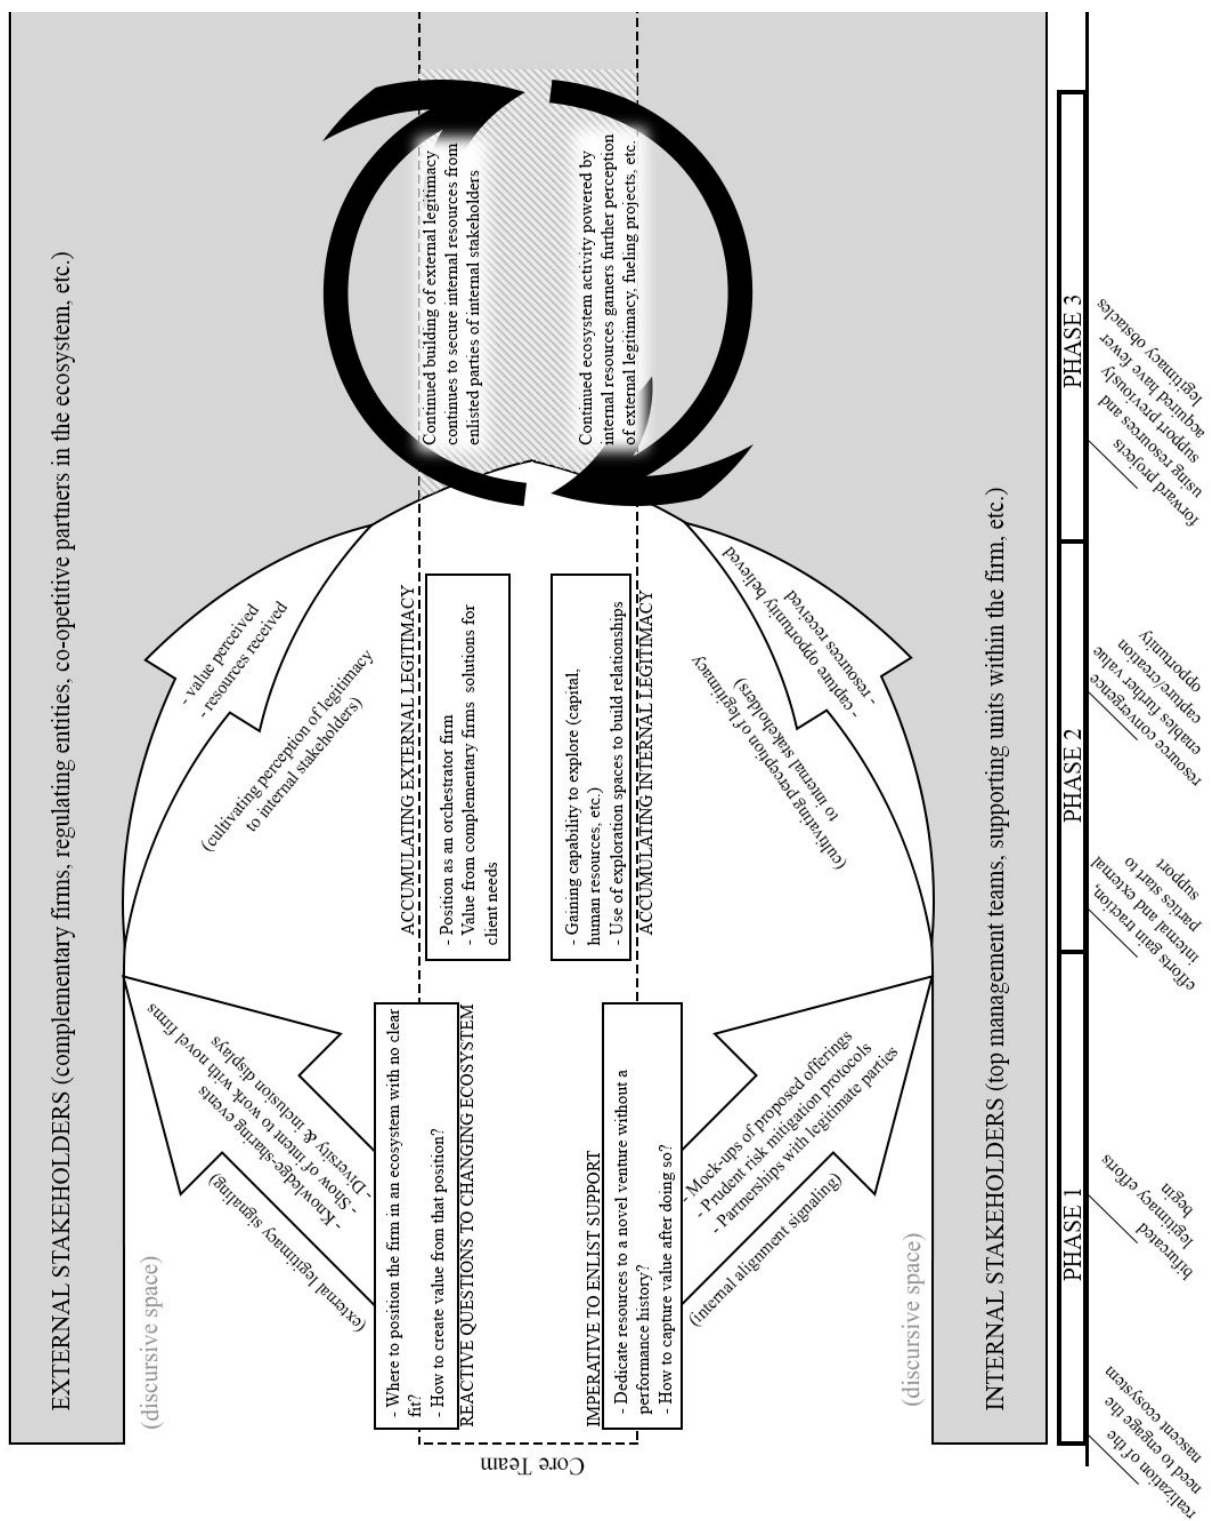 EXTERNAL STAKEHOLDERS (complementary firms, regulating entities, co-opetitive partners in the ecosystem, etc.)
(discursive space)
(external legitimacy signaling)
- Knowledge-sharing events
- Show of intent to work with novel firms
- Diversity & inclusion displays
- value perceived
- resources received
(cultivating perception of legitimacy
to internal stakeholders)
- Where to position the firm in an ecosystem with no clear
fit?
- How to create value from that position?
REACTIVE QUESTIONS TO CHANGING ECOSYSTEM
ACCUMULATING EXTERNAL LEGITIMACY
- Position as an orchestrator firm
- Value from complementary firms solutions for
client needs
Continued building of external legitimacy
continues to secure internal resources from
enlisted parties of internal stakeholders
Core Team
IMPERATIVE TO ENLIST SUPPORT
- Dedicate resources to a novel venture without a
performance history?
- How to capture value after doing so?
- Gaining capability to explore (capital,
human resources, etc.)
- Use of exploration spaces to build relationships
ACCUMULATING INTERNAL LEGITIMACY
Continued ecosystem activity powered by
internal resources garners further perception
of external legitimacy, fueling projects, etc.
- Mock-ups of proposed offerings
- Prudent risk mitigation protocols
- Partnerships with legitimate parties
(internal alignment signaling)
(cultivating perception of legitimacy
to internal stakeholders)
- capture opportunity believed
- resources received
(discursive space)
INTERNAL STAKEHOLDERS (top management teams, supporting units within the firm, etc.)
PHASE 1
PHASE 2
PHASE 3
realization of the
need to engage the
nascent ecosystem
bifurcated
legitimacy efforts
begin
efforts gain traction,
internal and external
parties start to
support
resource convergence
enables further value
capture/creation
opportunity
forward projects
using resources and
support previously
acquired have fewer
legitimacy obstacles